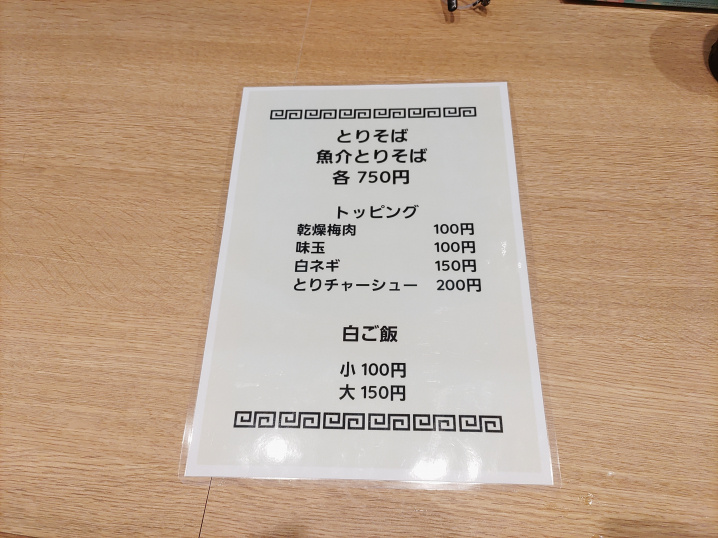 とりそば
魚介とりそば
各 750円
トッピング
乾燥梅肉 100円
味玉 100円
白ネギ 150円
とりチャーシュー 200円
白ご飯
小 100円
大 150円